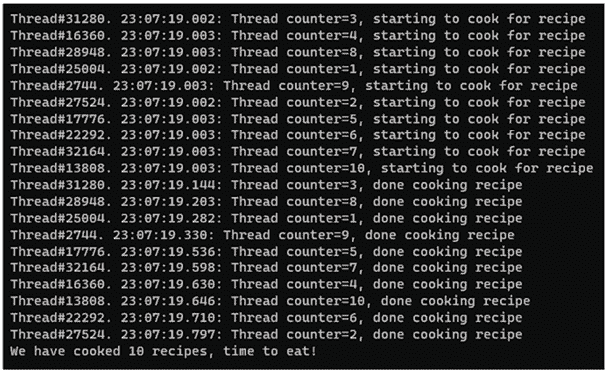 Thread#31280. 23:07:19.002: Thread counter=3, starting to cook for recipe
Thread#16360. 23:07:19.003: Thread counter=4, starting to cook for recipe
Thread#28948. 23:07:19.003: Thread counter=8, starting to cook for recipe
Thread#25004. 23:07:19.002: Thread counter=1, starting to cook for recipe
Thread#2744. 23:07:19.003: Thread counter=9, starting to cook for recipe
Thread#27524. 23:07:19.002: Thread counter=2, starting to cook for recipe
Thread#17776. 23:07:19.003: Thread counter=5, starting to cook for recipe
Thread#22292. 23:07:19.003: Thread counter=6, starting to cook for recipe
Thread#32164. 23:07:19.003: Thread counter=7, starting to cook for recipe
Thread#13808. 23:07:19.003: Thread counter=10, starting to cook for recipe
Thread#31280. 23:07:19.144: Thread counter=3, done cooking recipe
Thread#28948. 23:07:19.203: Thread counter=8, done cooking recipe
Thread#25004. 23:07:19.282: Thread counter=1, done cooking recipe
Thread#2744. 23:07:19.330: Thread counter=9, done cooking recipe
Thread#17776. 23:07:19.536: Thread counter=5, done cooking recipe
Thread#32164. 23:07:19.598: Thread counter=7, done cooking recipe
Thread#16360. 23:07:19.630: Thread counter=4, done cooking recipe
Thread#13808. 23:07:19.646: Thread counter=10, done cooking recipe
Thread#22292. 23:07:19.710: Thread counter=6, done cooking recipe
Thread#27524. 23:07:19.797: Thread counter=2, done cooking recipe
We have cooked 10 recipes, time to eat!